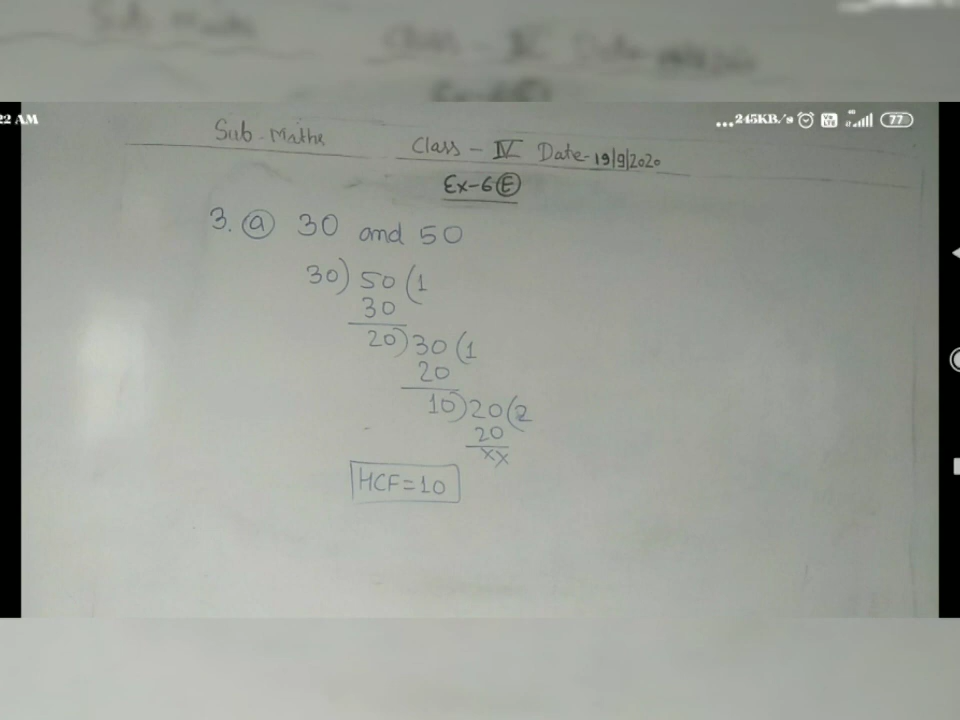 22 AM ...245KB/s 4G 77
Sub-Maths Class - IV Date-19/9/2020
Ex-6 E
3. a 30 and 50
30) 50 (1
30
20) 30 (1
20
10) 20 (2
20
xx
HCF=10